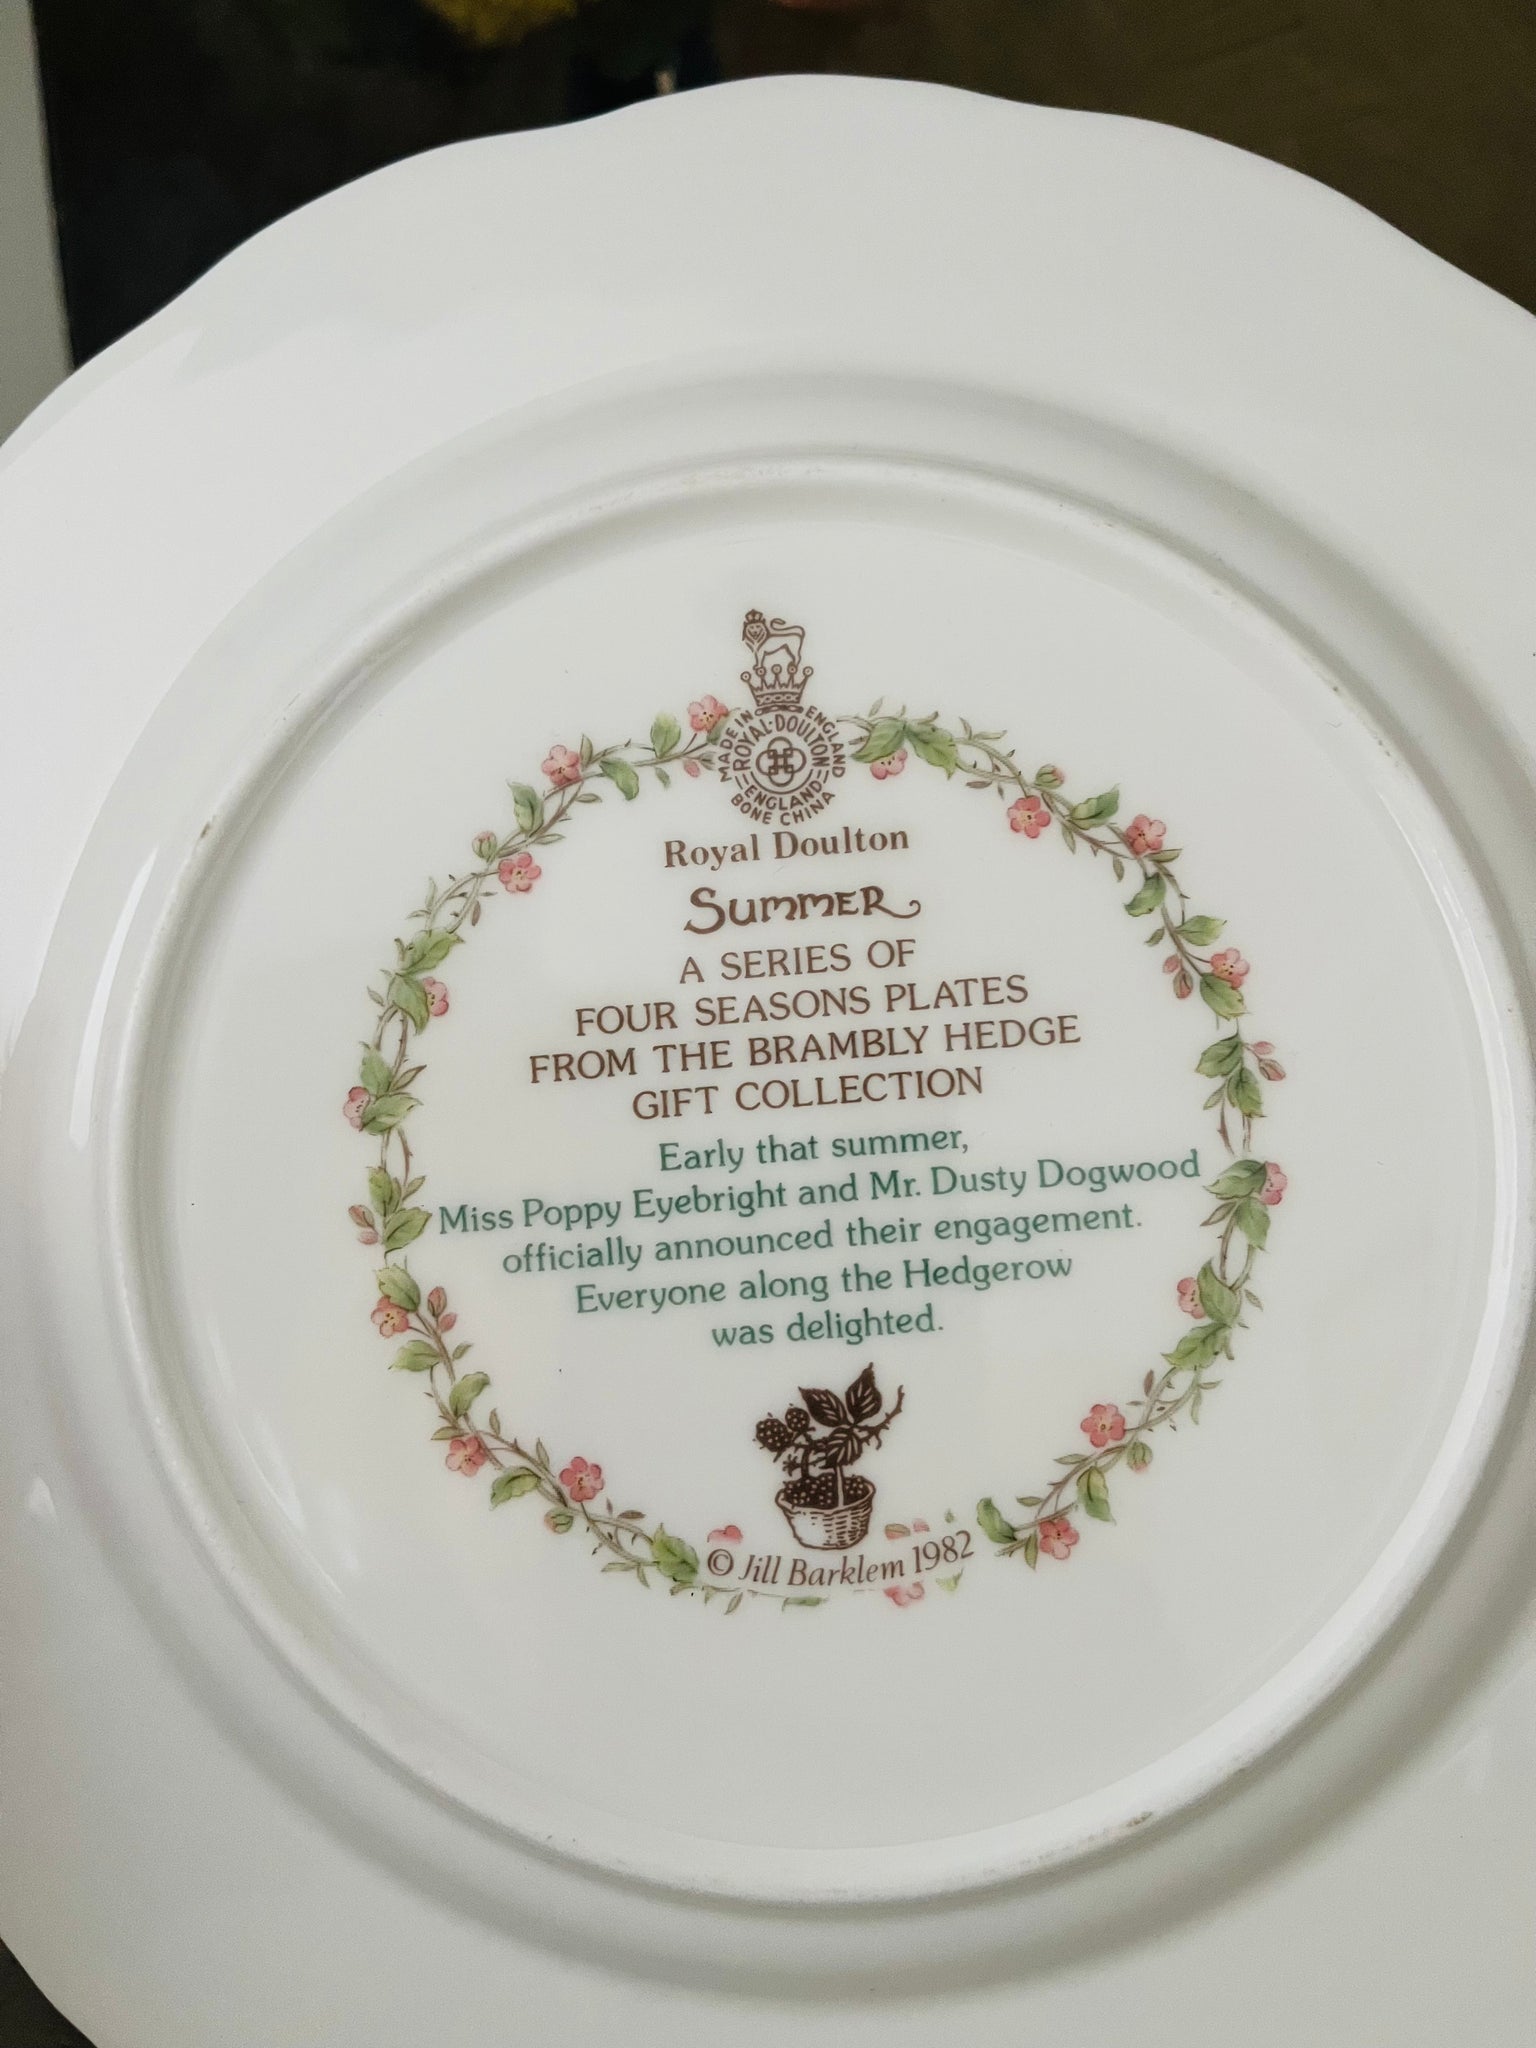 MADE IN ENGLAND
ROYAL·DOULTON
ENGLAND
BONE CHINA
Royal Doulton
SUMMER
A SERIES OF
FOUR SEASONS PLATES
FROM THE BRAMBLY HEDGE
GIFT COLLECTION
Early that summer,
Miss Poppy Eyebright and Mr. Dusty Dogwood
officially announced their engagement.
Everyone along the Hedgerow
was delighted.
© Jill Barklem 1982